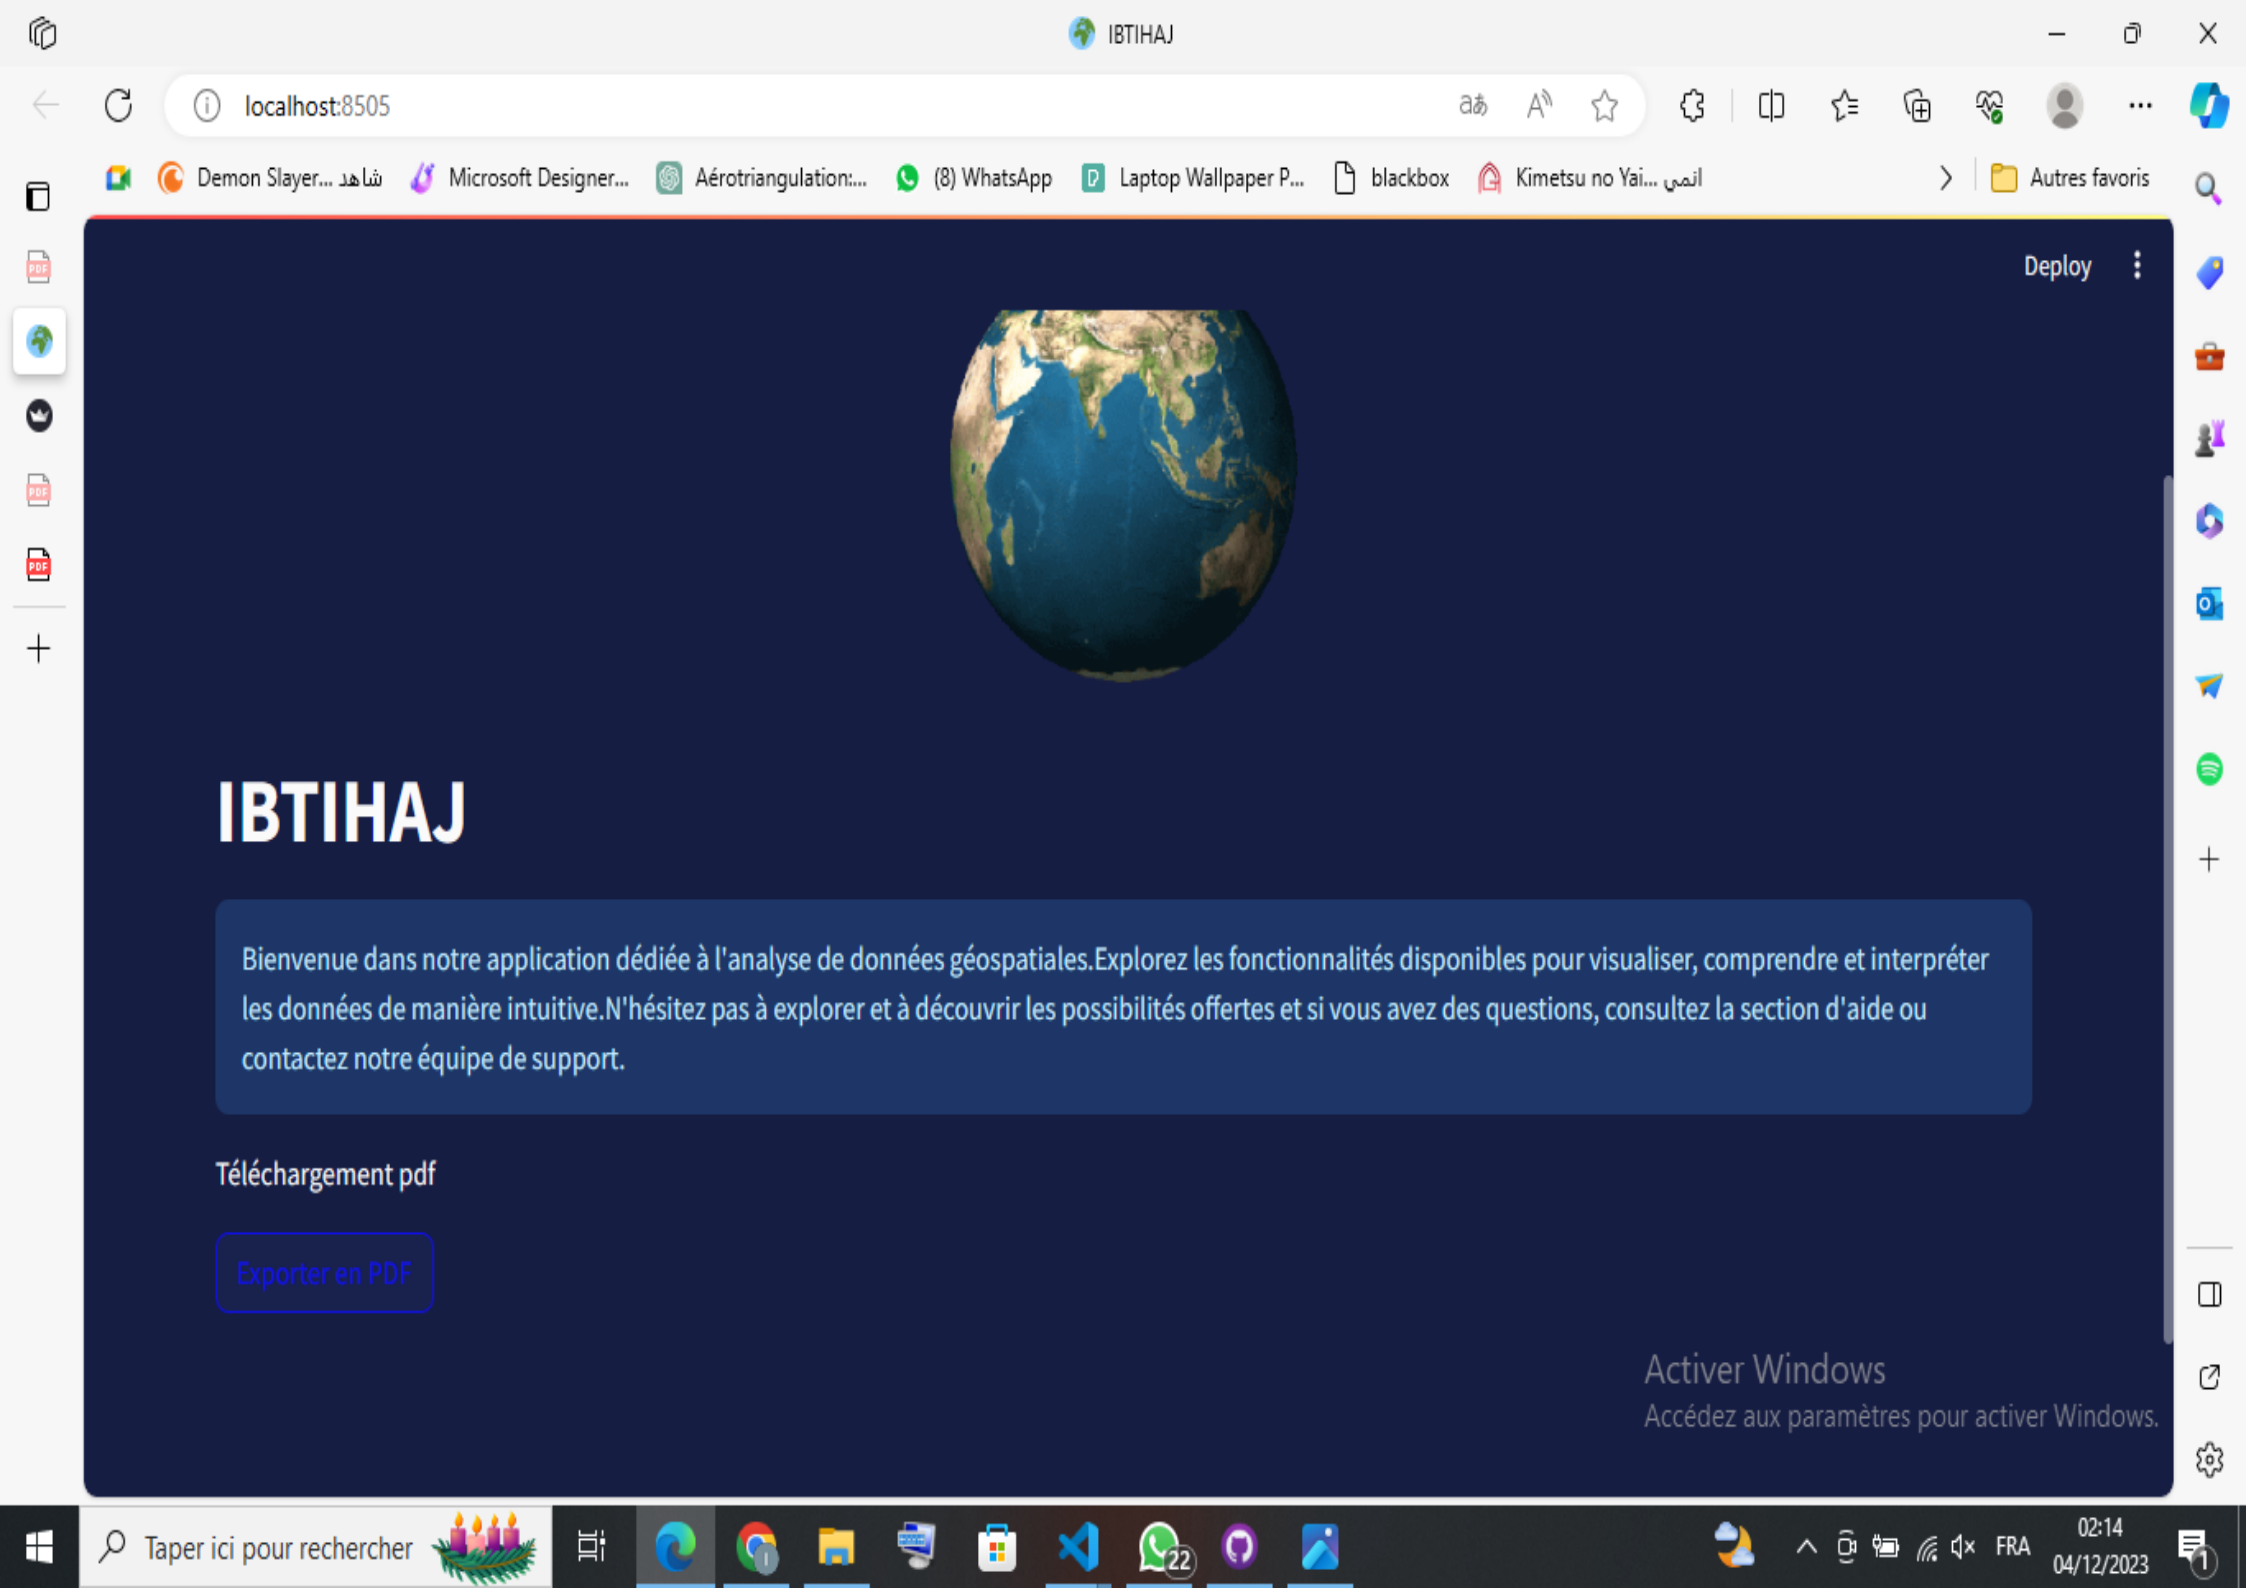 IBTIHAJ
localhost:8505
Demon Slayer... شاهد
Microsoft Designer...
Aérotriangulation:...
(8) WhatsApp
Laptop Wallpaper P...
blackbox
Kimetsu no Yai... انمي
Autres favoris
Deploy
IBTIHAJ
Bienvenue dans notre application dédiée à l'analyse de données géospatiales.Explorez les fonctionnalités disponibles pour visualiser, comprendre et interpréter
les données de manière intuitive.N'hésitez pas à explorer et à découvrir les possibilités offertes et si vous avez des questions, consultez la section d'aide ou
contactez notre équipe de support.
Téléchargement pdf
Exporter en PDF
Activer Windows
Accédez aux paramètres pour activer Windows.
Taper ici pour rechercher
22
FRA
02:14
04/12/2023
1